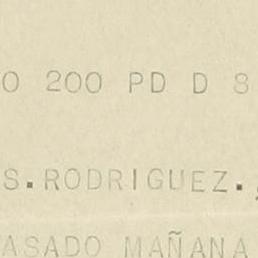 O 200 PD D 8
S.RODRIGUEZ.
ASADO MAÑANA